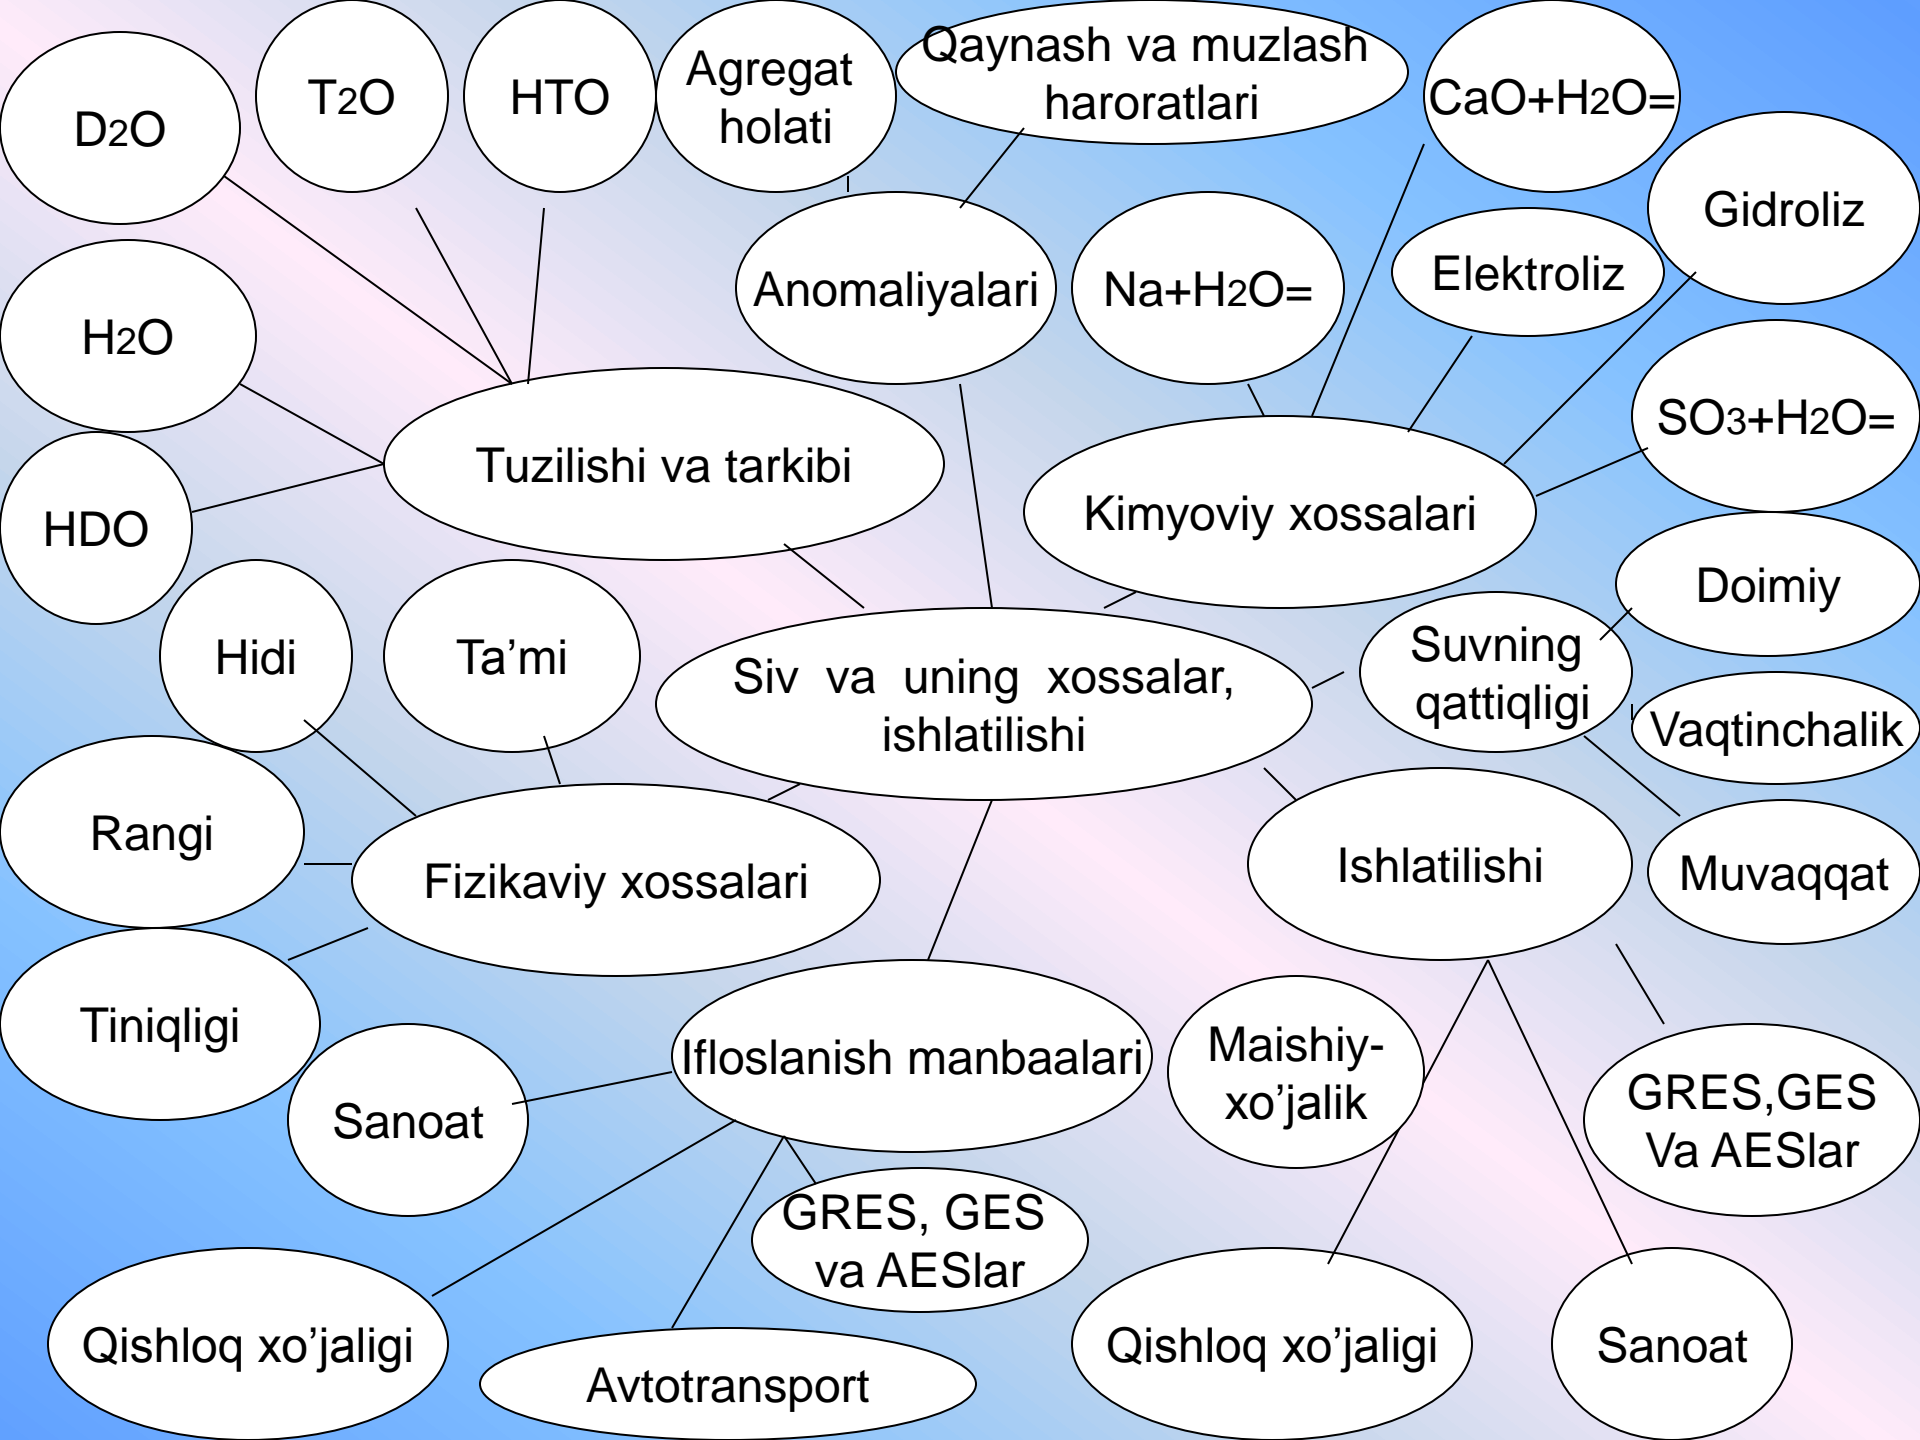 D2O
T2O
HTO
Agregat
holati
Qaynash va muzlash
haroratlari
CaO+H2O=
Gidroliz
H2O
Anomaliyalari
Na+H2O=
Elektroliz
SO3+H2O=
HDO
Tuzilishi va tarkibi
Kimyoviy xossalari
Doimiy
Hidi
Ta’mi
Siv va uning xossalar,
ishlatilishi
Suvning
qattiqligi
Vaqtinchalik
Rangi
Fizikaviy xossalari
Ishlatilishi
Muvaqqat
Tiniqligi
Sanoat
Ifloslanish manbaalari
Maishiy-
xo’jalik
GRES,GES
Va AESlar
GRES, GES
va AESlar
Qishloq xo’jaligi
Avtotransport
Qishloq xo’jaligi
Sanoat